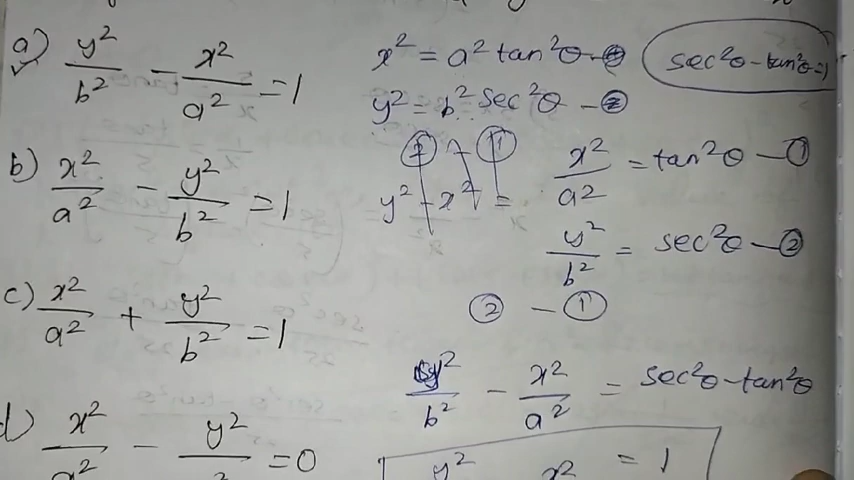 a) y²/b² - x²/a² = 1
b) x²/a² - y²/b² = 1
c) x²/a² + y²/b² = 1
d) x²/a² - y²/ = 0
x² = a² tan²θ -
y² = b² sec²θ - ②
sec²θ - tan²θ = 1
② - ①
y² - x² =
x²/a² = tan²θ - ①
y²/b² = sec²θ - ②
② - ①
y²/b² - x²/a² = sec²θ - tan²θ
y² x² = 1